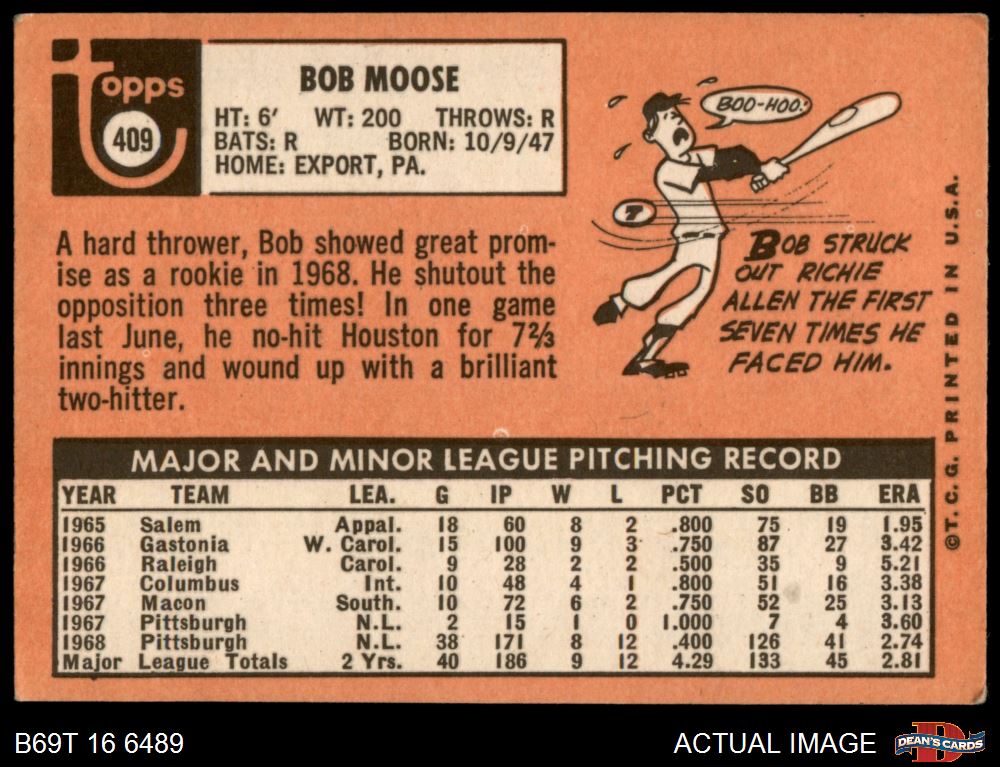 topps
409
BOB MOOSE
HT: 6' WT: 200 THROWS: R
BATS: R BORN: 10/9/47
HOME: EXPORT, PA.
A hard thrower, Bob showed great prom-
ise as a rookie in 1968. He shutout the
opposition three times! In one game
last June, he no-hit Houston for 7⅔
innings and wound up with a brilliant
two-hitter.
BOO-HOO!
7
BOB STRUCK
OUT RICHIE
ALLEN THE FIRST
SEVEN TIMES HE
FACED HIM.
©T.C.G. PRINTED IN U.S.A.
MAJOR AND MINOR LEAGUE PITCHING RECORD
YEAR TEAM LEA. G IP W L PCT SO BB ERA
1965 Salem Appal. 18 60 8 2 .800 75 19 1.95
1966 Gastonia W. Carol. 15 100 9 3 .750 87 27 3.42
1966 Raleigh Carol. 9 28 2 2 .500 35 9 5.21
1967 Columbus Int. 10 48 4 1 .800 51 16 3.38
1967 Macon South. 10 72 6 2 .750 52 25 3.13
1967 Pittsburgh N.L. 2 15 1 0 1.000 7 4 3.60
1968 Pittsburgh N.L. 38 171 8 12 .400 126 41 2.74
Major League Totals 2 Yrs. 40 186 9 12 4.29 133 45 2.81
B69T 16 6489
ACTUAL IMAGE
D
DEAN'S CARDS